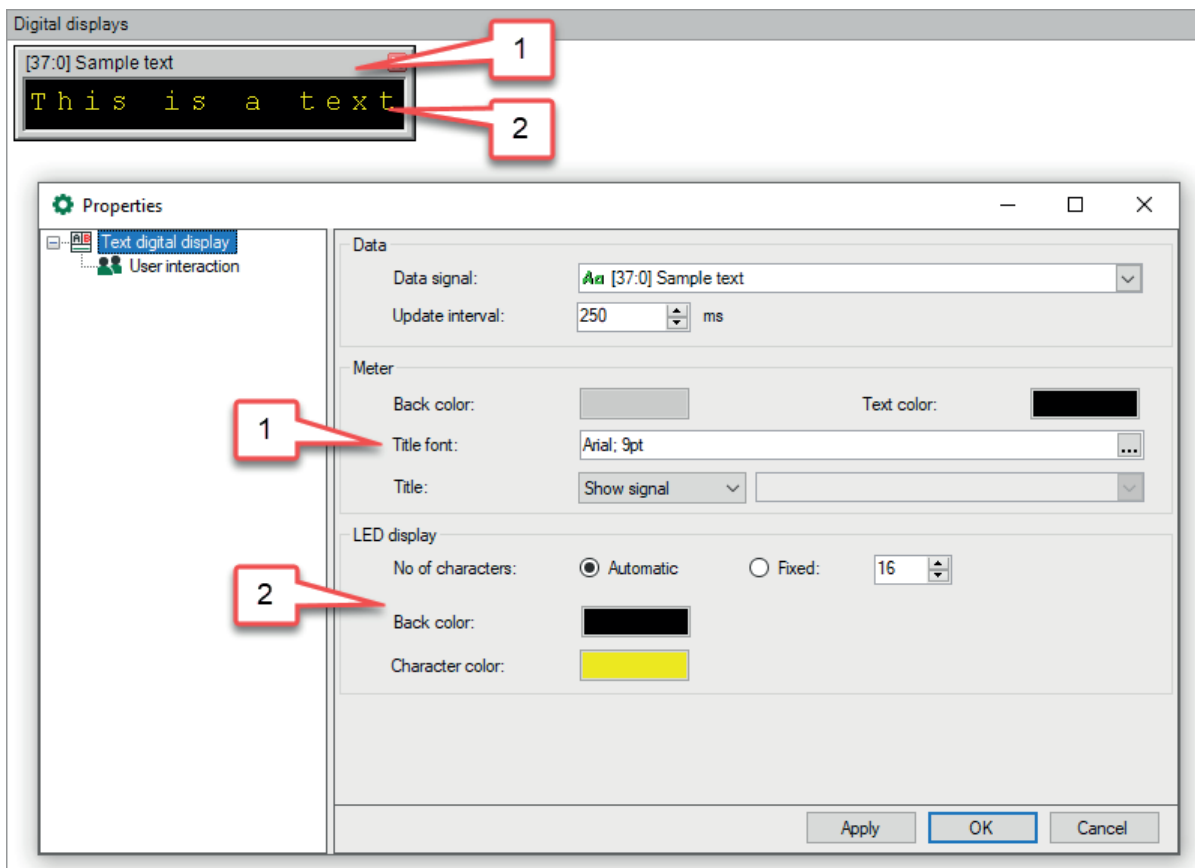 Digital displays
1
[37:0] Sample text
This is a text
2
Properties
Text digital display
User interaction
Data
Data signal: Aa [37:0] Sample text
Update interval: 250 ms
Meter
Back color: Text color:
1
Title font: Arial; 9pt ...
Title: Show signal
LED display
No of characters: Automatic Fixed: 16
2
Back color:
Character color:
Apply OK Cancel